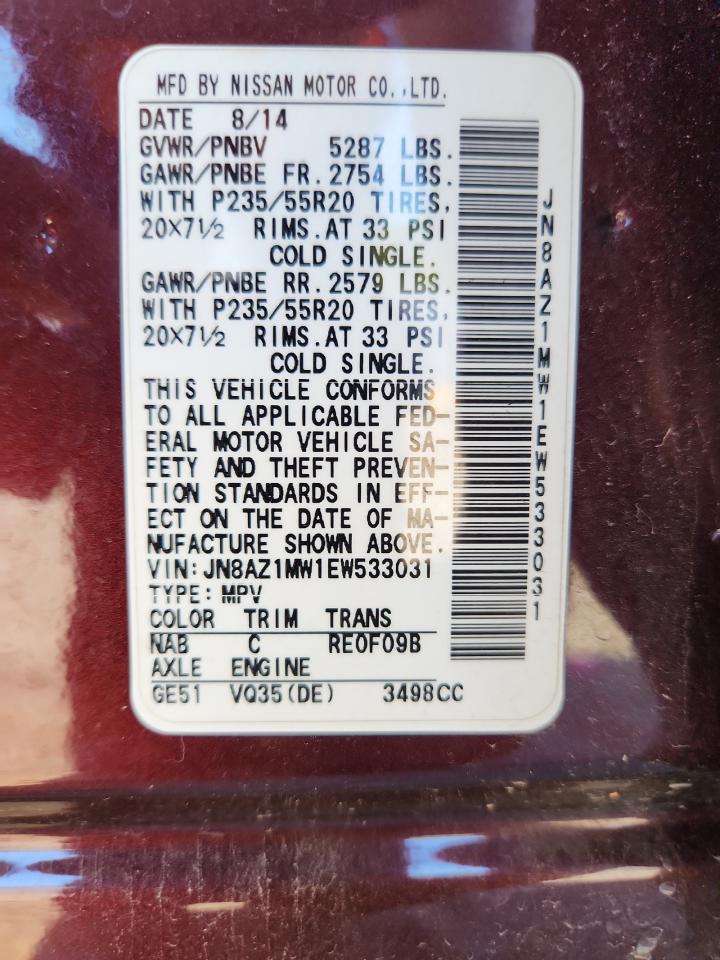 MFD BY NISSAN MOTOR CO.,LTD.
DATE 8/14
GVWR/PNBV 5287 LBS.
GAWR/PNBE FR.2754 LBS.
WITH P235/55R20 TIRES,
20X7½ RIMS.AT 33 PSI
COLD SINGLE.
GAWR/PNBE RR.2579 LBS.
WITH P235/55R20 TIRES,
20X7½ RIMS.AT 33 PSI
COLD SINGLE.
THIS VEHICLE CONFORMS
TO ALL APPLICABLE FED-
ERAL MOTOR VEHICLE SA-
FETY AND THEFT PREVEN-
TION STANDARDS IN EFF-
ECT ON THE DATE OF MA-
NUFACTURE SHOWN ABOVE.
VIN:JN8AZ1MW1EW533031
TYPE:MPV
COLOR TRIM TRANS
NAB C RE0F09B
AXLE ENGINE
GE51 VQ35(DE) 3498CC
JN8AZ1MW1EW533031